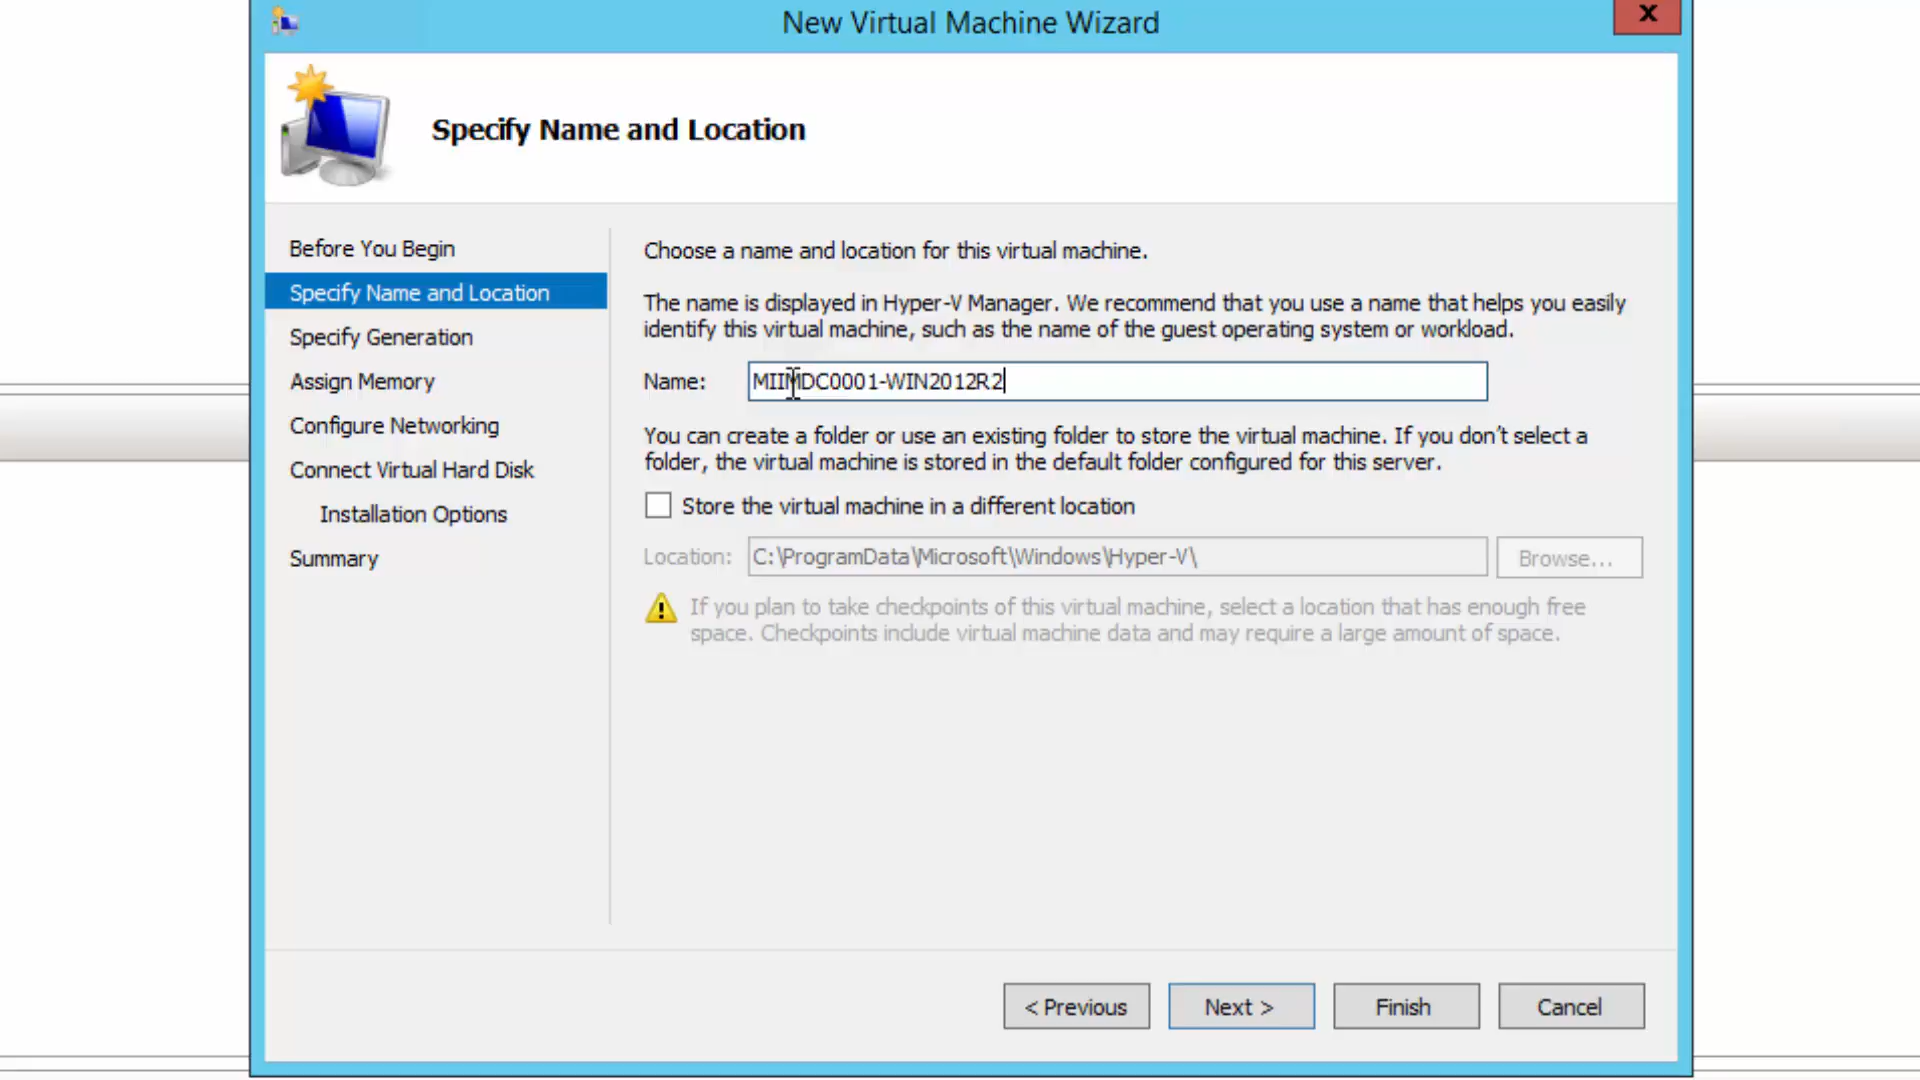 New Virtual Machine Wizard
X
Specify Name and Location
Before You Begin
Specify Name and Location
Specify Generation
Assign Memory
Configure Networking
Connect Virtual Hard Disk
Installation Options
Summary
Choose a name and location for this virtual machine.
The name is displayed in Hyper-V Manager. We recommend that you use a name that helps you easily
identify this virtual machine, such as the name of the guest operating system or workload.
Name: MIIMDC0001-WIN2012R2
You can create a folder or use an existing folder to store the virtual machine. If you don't select a
folder, the virtual machine is stored in the default folder configured for this server.
Store the virtual machine in a different location
Location: C:\ProgramData\Microsoft\Windows\Hyper-V\ Browse...
If you plan to take checkpoints of this virtual machine, select a location that has enough free
space. Checkpoints include virtual machine data and may require a large amount of space.
< Previous Next > Finish Cancel